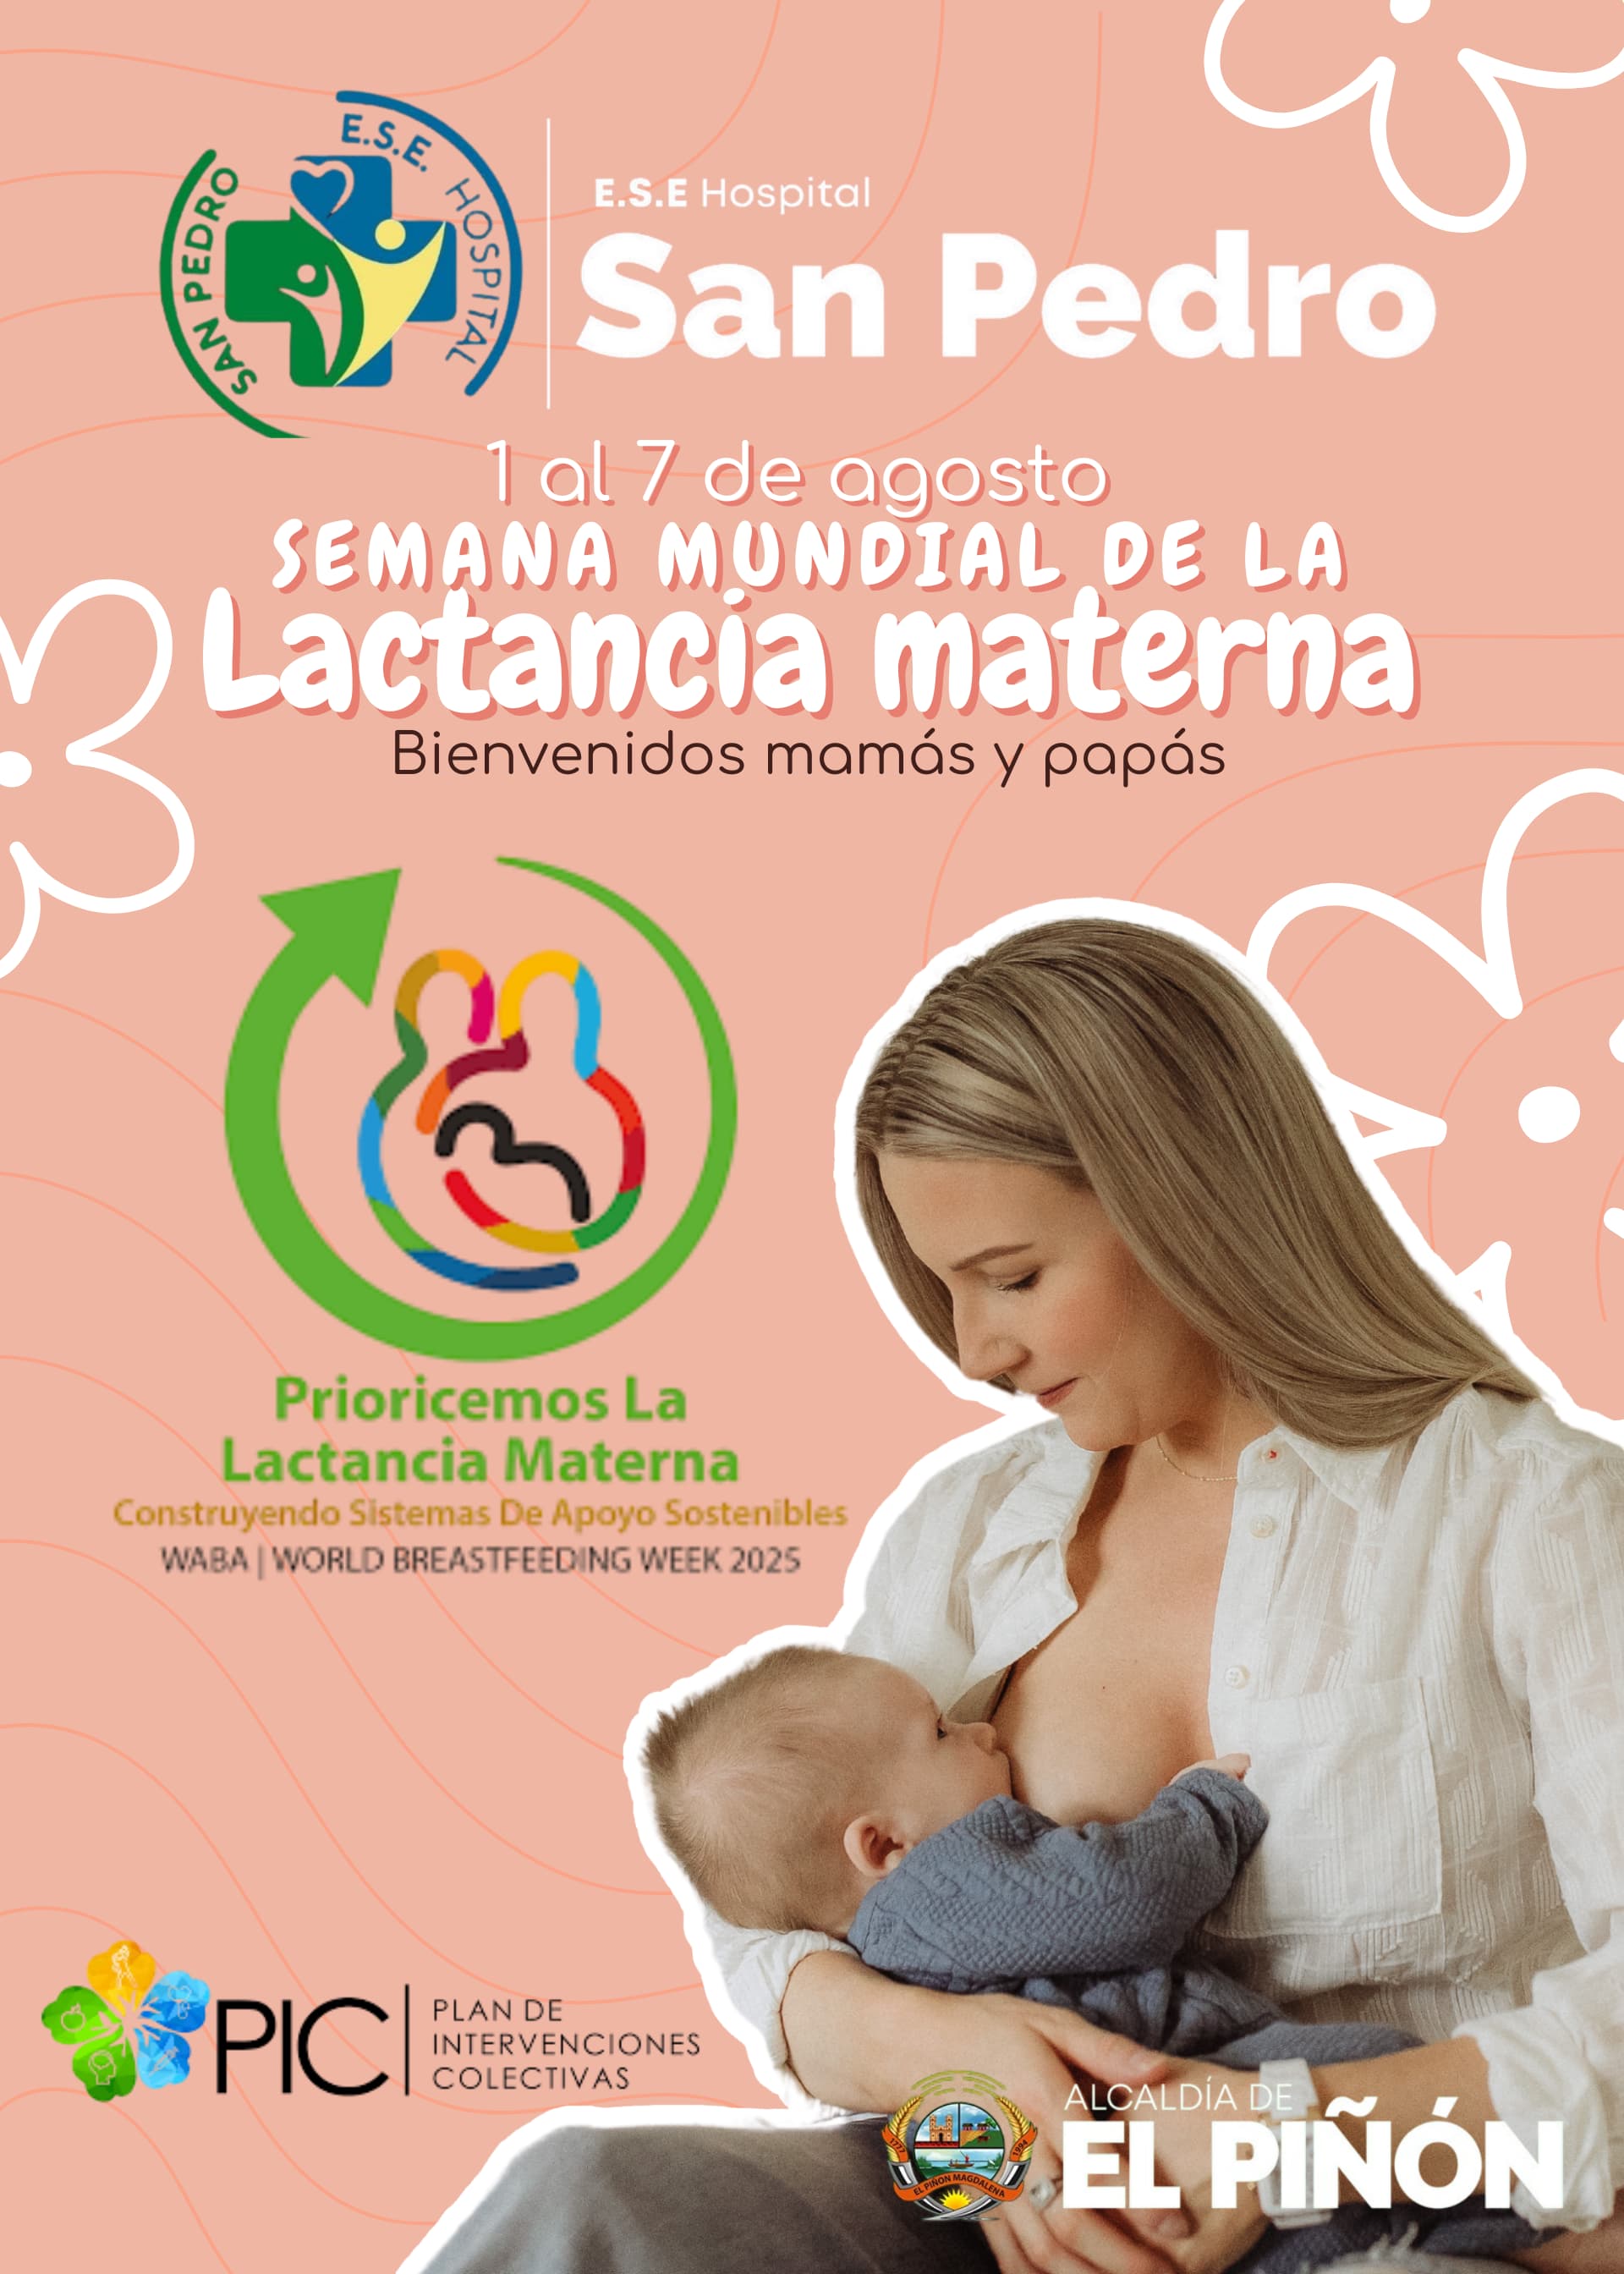 SAN PEDRO
E.S.E. HOSPITAL
E.S.E Hospital
San Pedro
1 al 7 de agosto
SEMANA MUNDIAL DE LA
Lactancia materna
Bienvenidos mamás y papás
Prioricemos La
Lactancia Materna
Construyendo Sistemas De Apoyo Sostenibles
WABA | WORLD BREASTFEEDING WEEK 2025
PIC
PLAN DE
INTERVENCIONES
COLECTIVAS
1777
1994
EL PIÑON MAGDALENA
ALCALDÍA DE
EL PIÑÓN